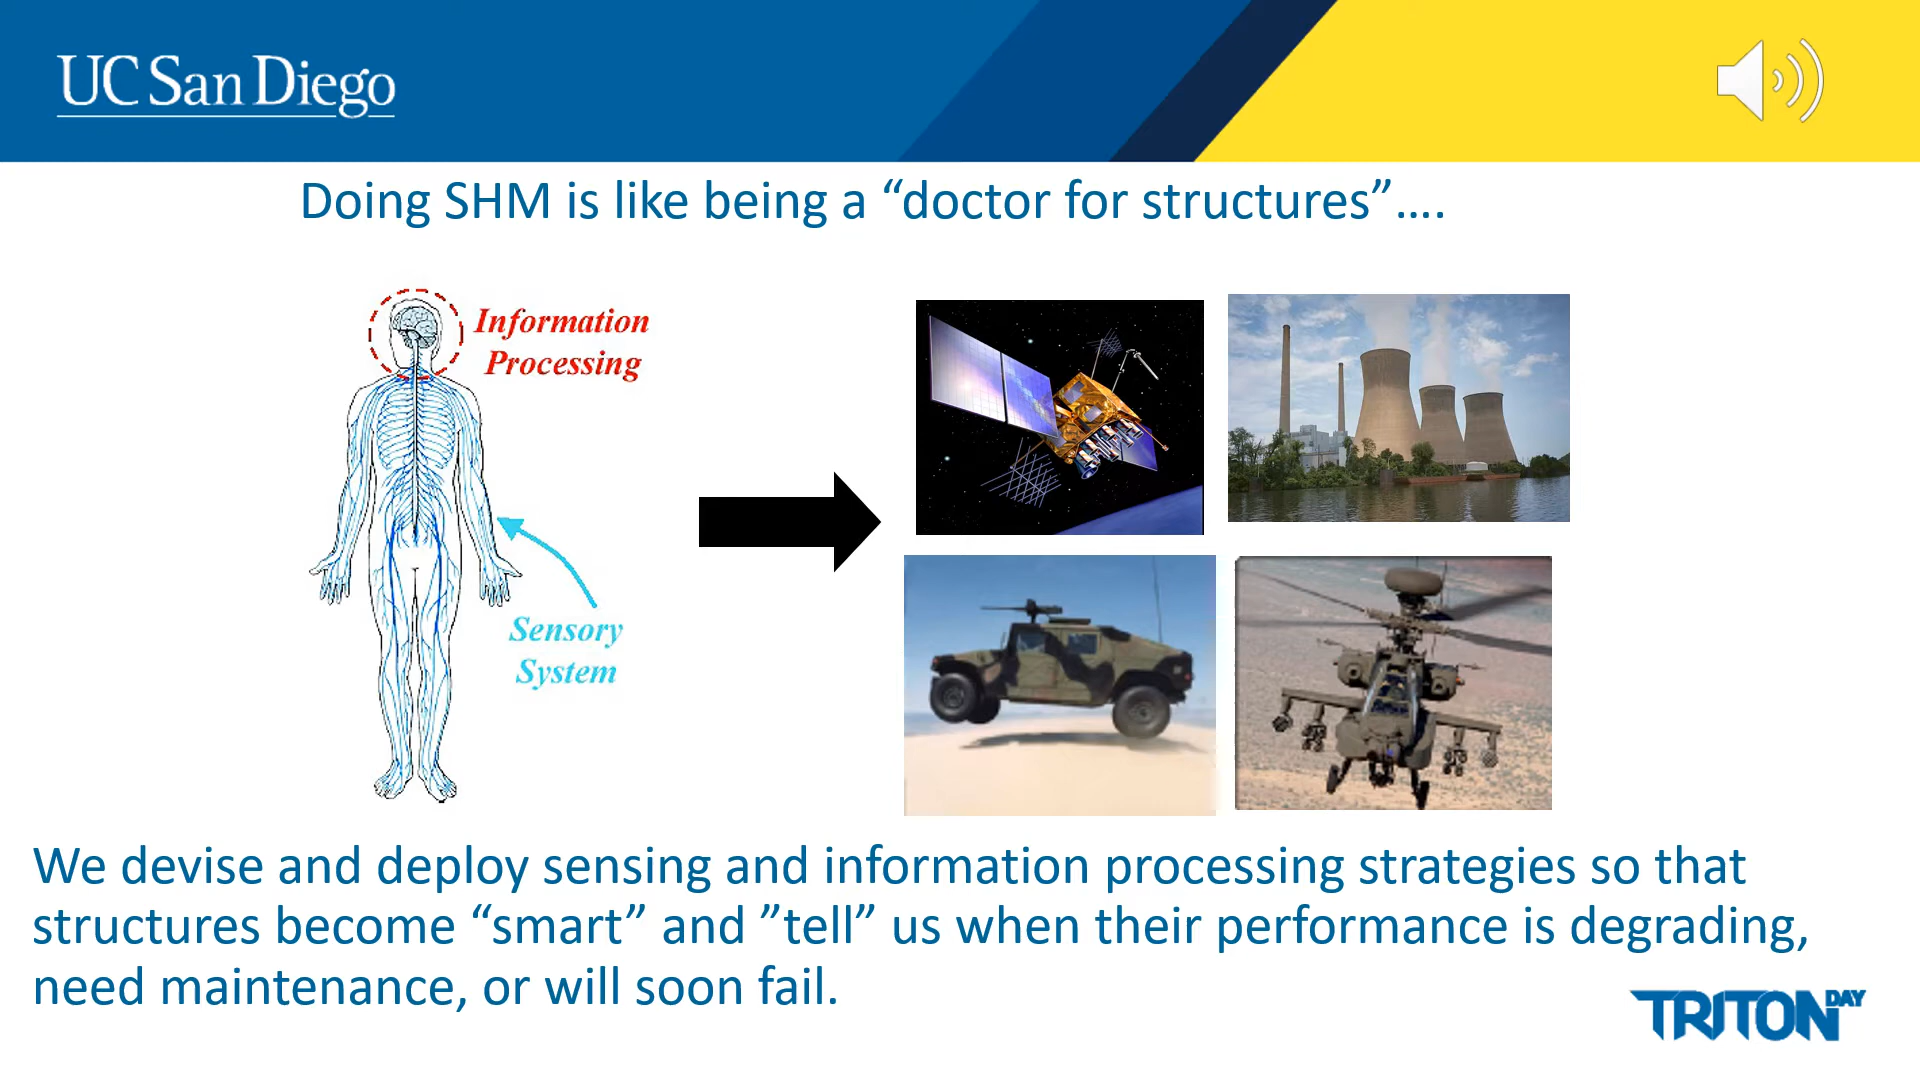 UC San Diego
Doing SHM is like being a “doctor for structures”….
Information
Processing
Sensory
System
We devise and deploy sensing and information processing strategies so that
structures become “smart” and ”tell” us when their performance is degrading,
need maintenance, or will soon fail.
TRITON DAY